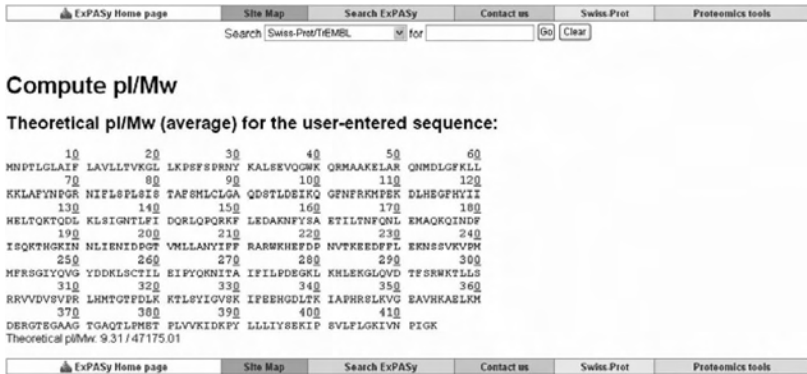 ExPASy Home page Site Map Search ExPASy Contact us Swiss-Prot Proteomics tools
Search Swiss-Prot/TrEMBL for Go Clear
Compute pI/Mw
Theoretical pI/Mw (average) for the user-entered sequence:
10 20 30 40 50 60
MNPTLGLAIF LAVLLTVKGL LKPSFSPRNY KALSEVQGWK QRMAAKELAR QNMDLGFKLL
70 80 90 100 110 120
KKLAFYNPGR NIFLSPLSIS TAFSMLCLGA QDSTLDEIKQ GFNFRKMPEK DLHEGFHYII
130 140 150 160 170 180
HELTQKTQDL KLSIGNTLFI DQRLQPQRKF LEDAKNFYSA ETILTNFQNL EMAQKQINDF
190 200 210 220 230 240
ISQKTHGKIN NLIENIDPGT VMLLANYIFF RARWKHEFDP NVTKEEDFFL EKNSSVKVPM
250 260 270 280 290 300
MFRSGIYQVG YDDKLSCTIL EIPYQKNITA IFILPDEGKL KHLEKGLQVD TFSRWKTLLS
310 320 330 340 350 360
RRVVDVSVPR LHMTGTFDLK KTLSYIGVSK IFEEHGDLTK IAPHRSLKVG EAVHKAELKM
370 380 390 400 410
DERGTEGAAG TGAQTLPMET PLVVKIDKPY LLLIYSEKIP SVLFLGKIVN PIGK
Theoretical pI/Mw: 9.31 / 47175.01
ExPASy Home page Site Map Search ExPASy Contact us Swiss-Prot Proteomics tools